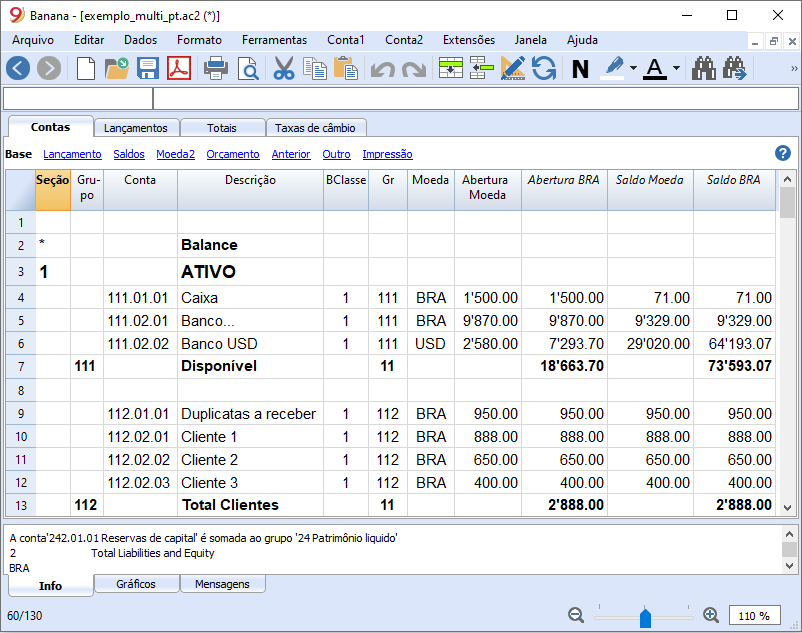 Banana - [exemplo_multi_pt.ac2 (*)]
Arquivo Editar Dados Formato Ferramentas Conta1 Conta2 Extensões Janela Ajuda
N A »
Contas Lançamentos Totais Taxas de câmbio
Base Lançamento Saldos Moeda2 Orçamento Anterior Outro Impressão ?
Seção Gru- Conta Descrição BClasse Gr Moeda Abertura Abertura BRA Saldo Moeda Saldo BRA
po Moeda
1
2 * Balance
3 1 ATIVO
4 111.01.01 Caixa 1 111 BRA 1'500.00 1'500.00 71.00 71.00
5 111.02.01 Banco... 1 111 BRA 9'870.00 9'870.00 9'329.00 9'329.00
6 111.02.02 Banco USD 1 111 USD 2'580.00 7'293.70 29'020.00 64'193.07
7 111 Disponível 11 18'663.70 73'593.07
8
9 112.01.01 Duplicatas a receber 1 112 BRA 950.00 950.00 950.00 950.00
10 112.02.01 Cliente 1 1 112 BRA 888.00 888.00 888.00 888.00
11 112.02.02 Cliente 2 1 112 BRA 650.00 650.00 650.00 650.00
12 112.02.03 Cliente 3 1 112 BRA 400.00 400.00 400.00 400.00
13 112 Total Clientes 11 2'888.00 2'888.00
A conta'242.01.01 Reservas de capital' é somada ao grupo '24 Patrimônio liquido'
2 Total Liabilities and Equity
BRA
Info Gráficos Mensagens
60/130 110 %